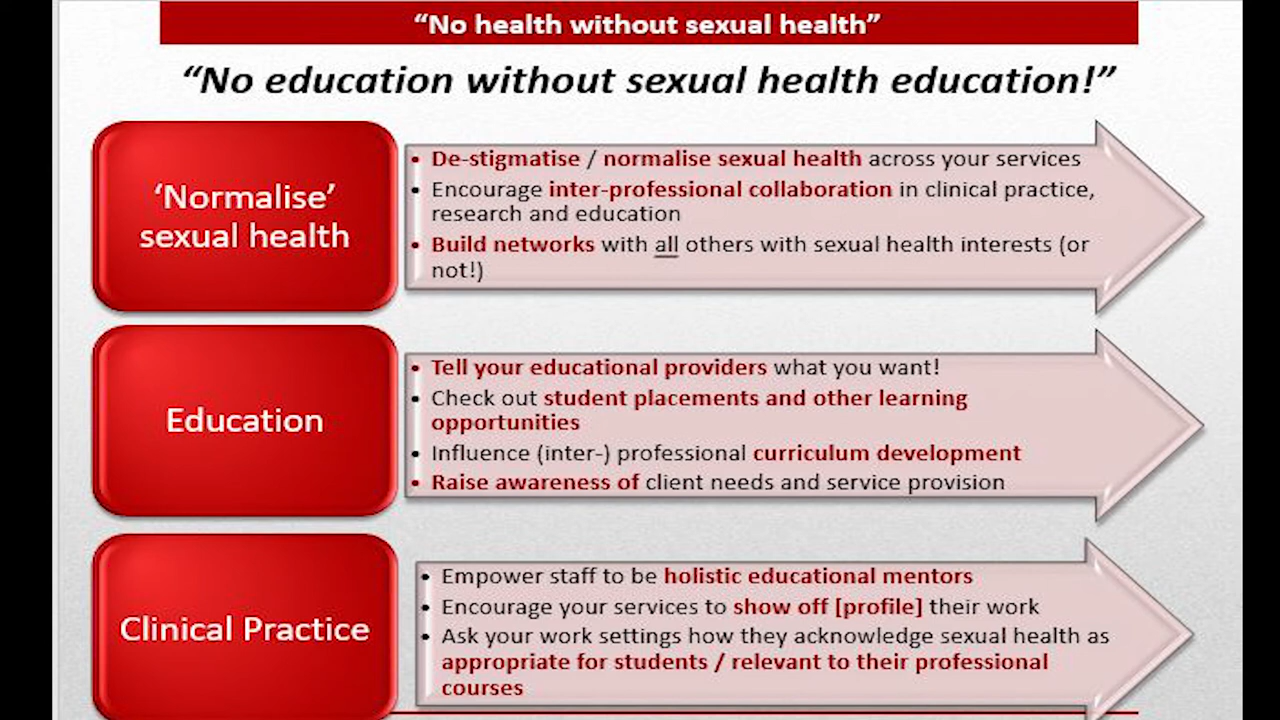 “No health without sexual health”
“No education without sexual health education!”
‘Normalise’
sexual health
• De-stigmatise / normalise sexual health across your services
• Encourage inter-professional collaboration in clinical practice,
research and education
• Build networks with all others with sexual health interests (or
not!)
Education
• Tell your educational providers what you want!
• Check out student placements and other learning
opportunities
• Influence (inter-) professional curriculum development
• Raise awareness of client needs and service provision
Clinical Practice
• Empower staff to be holistic educational mentors
• Encourage your services to show off [profile] their work
• Ask your work settings how they acknowledge sexual health as
appropriate for students / relevant to their professional
courses